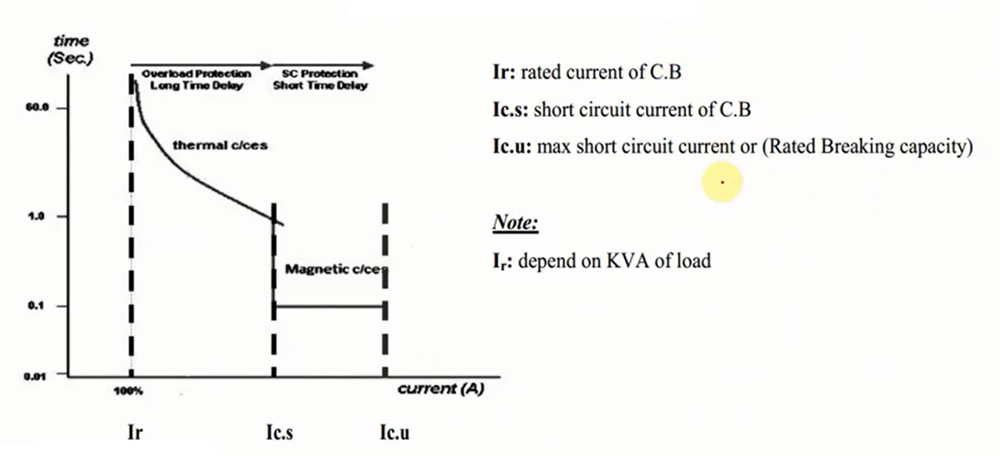 time
(Sec.)
Overload Protection
Long Time Delay
SC Protection
Short Time Delay
60.0
thermal c/ces
1.0
Magnetic c/ces
0.1
0.01
100%
current (A)
Ir
Ic.s
Ic.u
Ir: rated current of C.B
Ic.s: short circuit current of C.B
Ic.u: max short circuit current or (Rated Breaking capacity)
Note:
Ir: depend on KVA of load